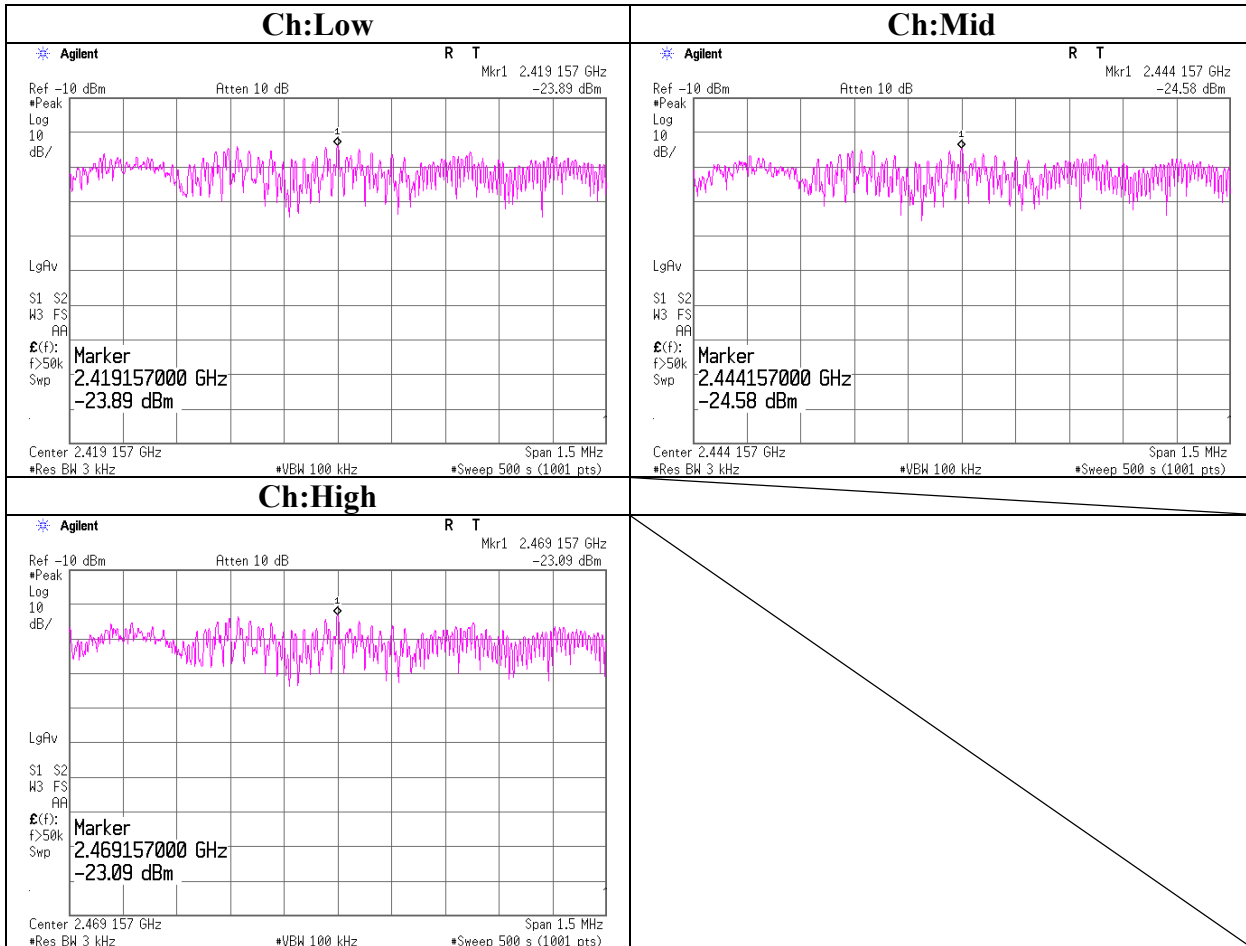 Ch:Low
Agilent
R T
Mkr1 2.419 157 GHz
Ref -10 dBm Atten 10 dB -23.89 dBm
#Peak
Log
10
dB/
1
LgAv
S1 S2
W3 FS
AA
£(f):
f>50k
Swp
Marker
2.419157000 GHz
-23.89 dBm
Center 2.419 157 GHz Span 1.5 MHz
#Res BW 3 kHz #VBW 100 kHz #Sweep 500 s (1001 pts)
Ch:Mid
Agilent
R T
Mkr1 2.444 157 GHz
Ref -10 dBm Atten 10 dB -24.58 dBm
#Peak
Log
10
dB/
1
LgAv
S1 S2
W3 FS
AA
£(f):
f>50k
Swp
Marker
2.444157000 GHz
-24.58 dBm
Center 2.444 157 GHz Span 1.5 MHz
#Res BW 3 kHz #VBW 100 kHz #Sweep 500 s (1001 pts)
Ch:High
Agilent
R T
Mkr1 2.469 157 GHz
Ref -10 dBm Atten 10 dB -23.09 dBm
#Peak
Log
10
dB/
1
LgAv
S1 S2
W3 FS
AA
£(f):
f>50k
Swp
Marker
2.469157000 GHz
-23.09 dBm
Center 2.469 157 GHz Span 1.5 MHz
#Res BW 3 kHz #VBW 100 kHz #Sweep 500 s (1001 pts)